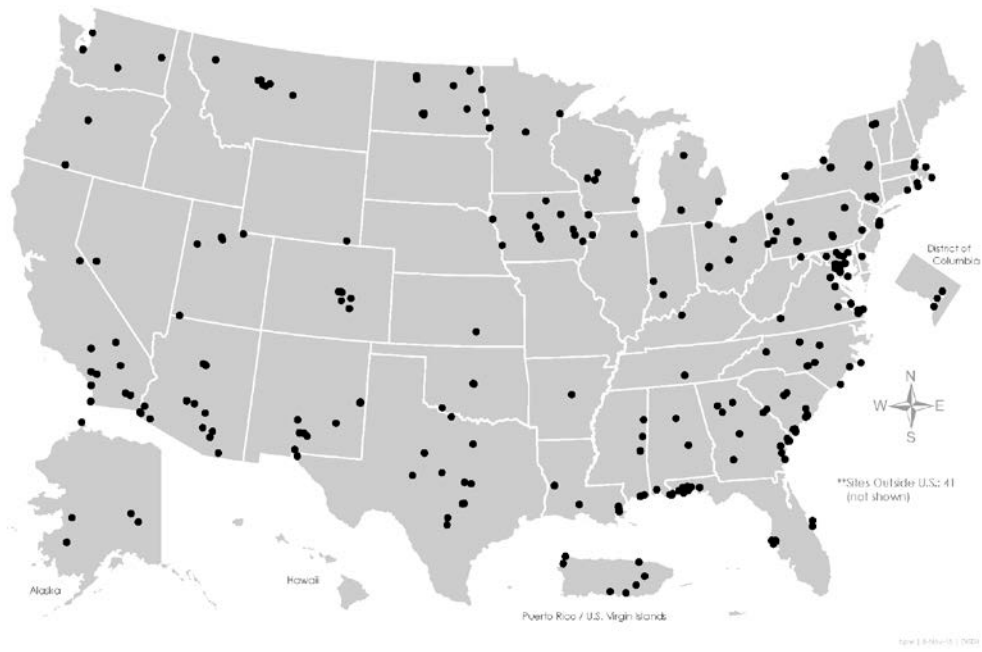 District of
Columbia
N
W E
S
**Sites Outside U.S.: 41
(not shown)
Alaska
Hawaii
Puerto Rico / U.S. Virgin Islands